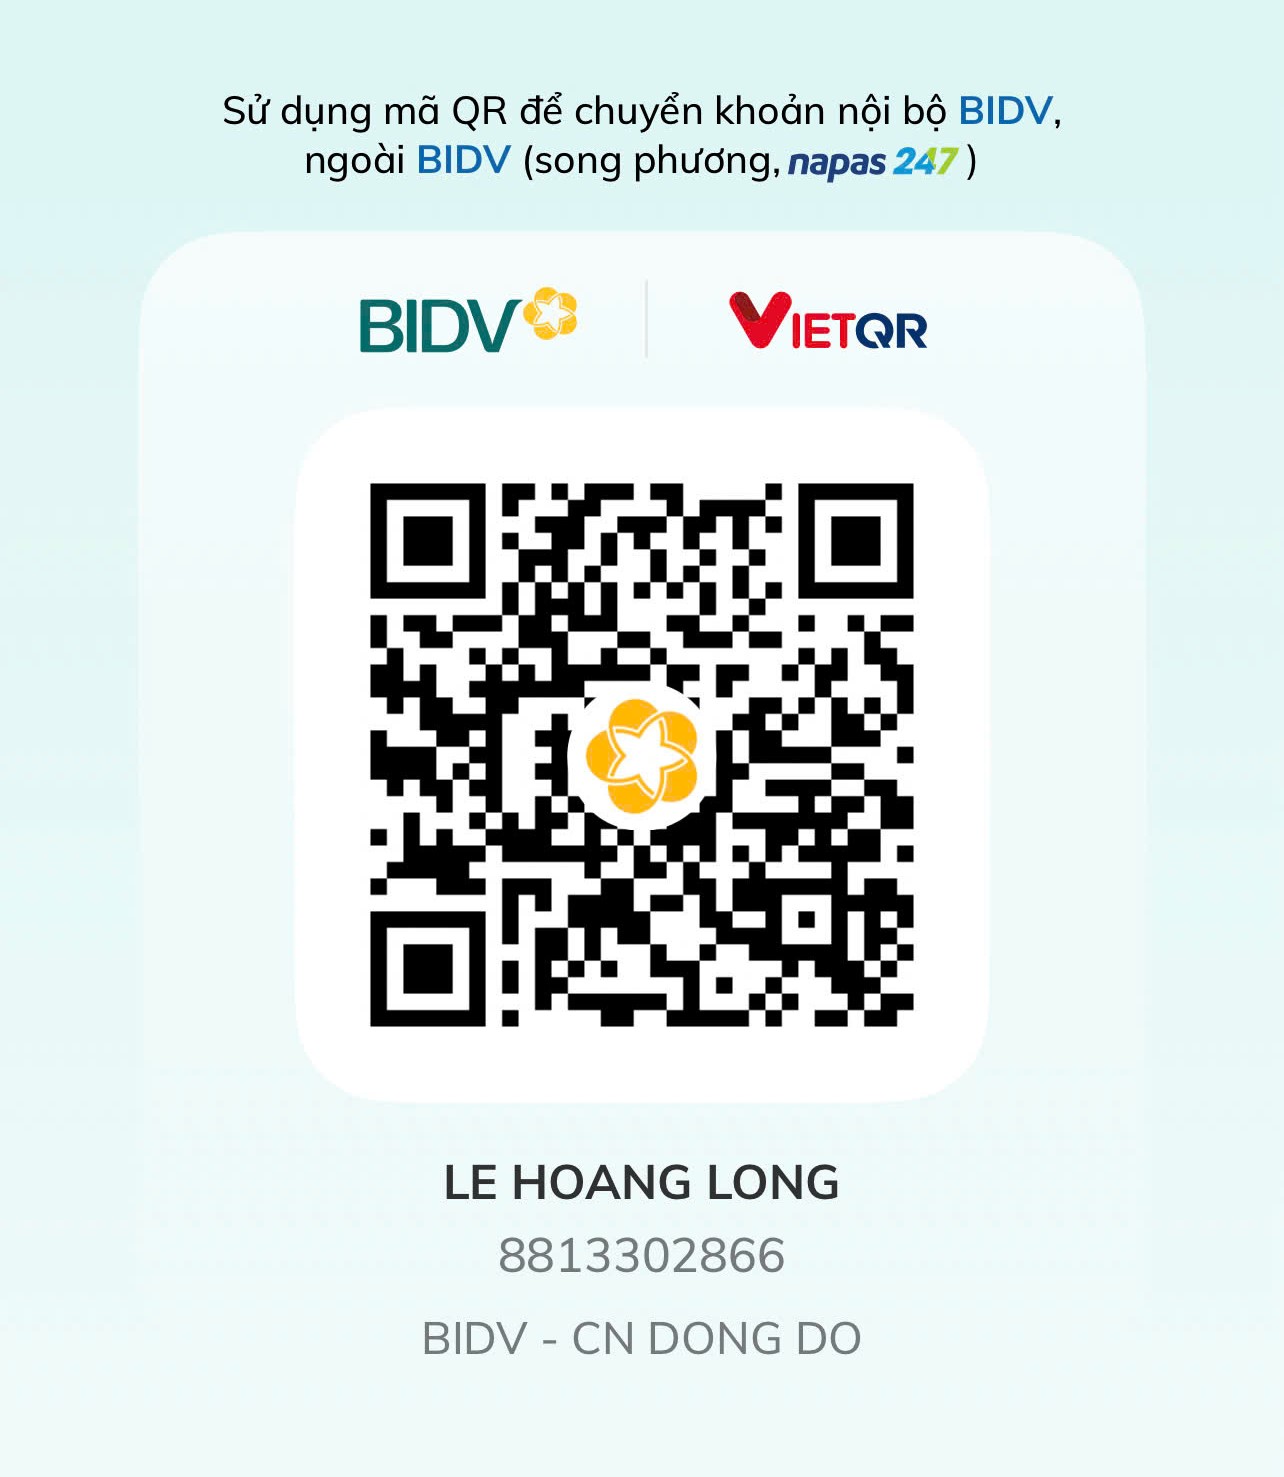 Sử dụng mã QR để chuyển khoản nội bộ BIDV,
ngoài BIDV (song phương, napas 247 )
BIDV
VIETQR
LE HOANG LONG
8813302866
BIDV - CN DONG DO